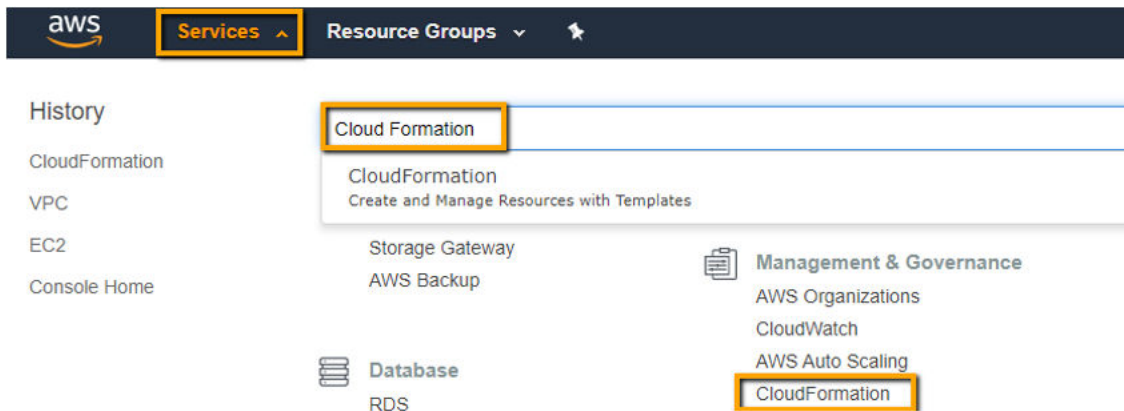 aws
Services
Resource Groups
History
CloudFormation
VPC
EC2
Console Home
Cloud Formation
CloudFormation
Create and Manage Resources with Templates
Storage Gateway
AWS Backup
Database
RDS
Management & Governance
AWS Organizations
CloudWatch
AWS Auto Scaling
CloudFormation